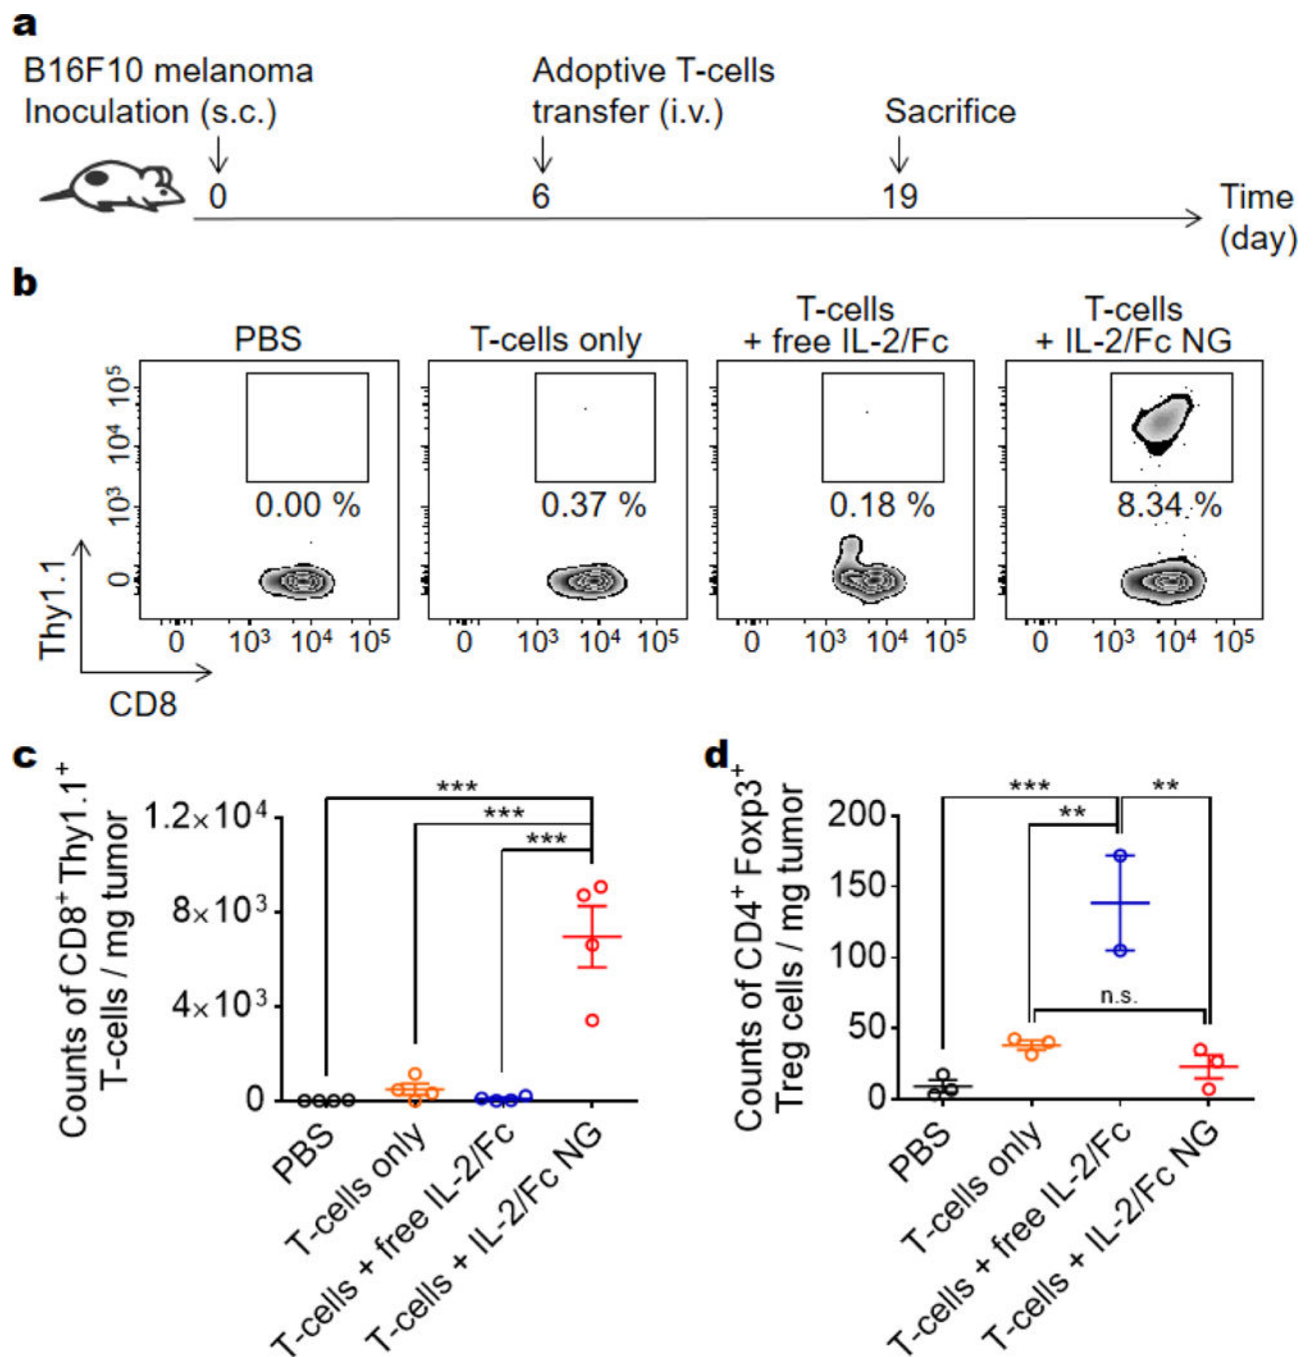 a
B16F10 melanoma
Inoculation (s.c.)
Adoptive T-cells
transfer (i.v.)
Sacrifice
0
6
19
Time
(day)
b
PBS
T-cells only
T-cells
+ free IL-2/Fc
T-cells
+ IL-2/Fc NG
10⁵
10⁴
10³
0
0.00 %
0.37 %
0.18 %
8.34 %
0 10³ 10⁴ 10⁵
0 10³ 10⁴ 10⁵
0 10³ 10⁴ 10⁵
0 10³ 10⁴ 10⁵
Thy1.1
CD8
c
Counts of CD8⁺ Thy1.1⁺
T-cells / mg tumor
1.2×10⁴
8×10³
4×10³
0
***
***
***
PBS
T-cells only
T-cells + free IL-2/Fc
T-cells + IL-2/Fc NG
d
Counts of CD4⁺ Foxp3⁺
Treg cells / mg tumor
200
150
100
50
0
***
**
**
n.s.
PBS
T-cells only
T-cells + free IL-2/Fc
T-cells + IL-2/Fc NG